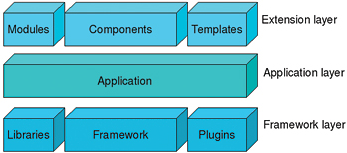 Modules Components Templates Extension layer
Application Application layer
Libraries Framework Plugins Framework layer